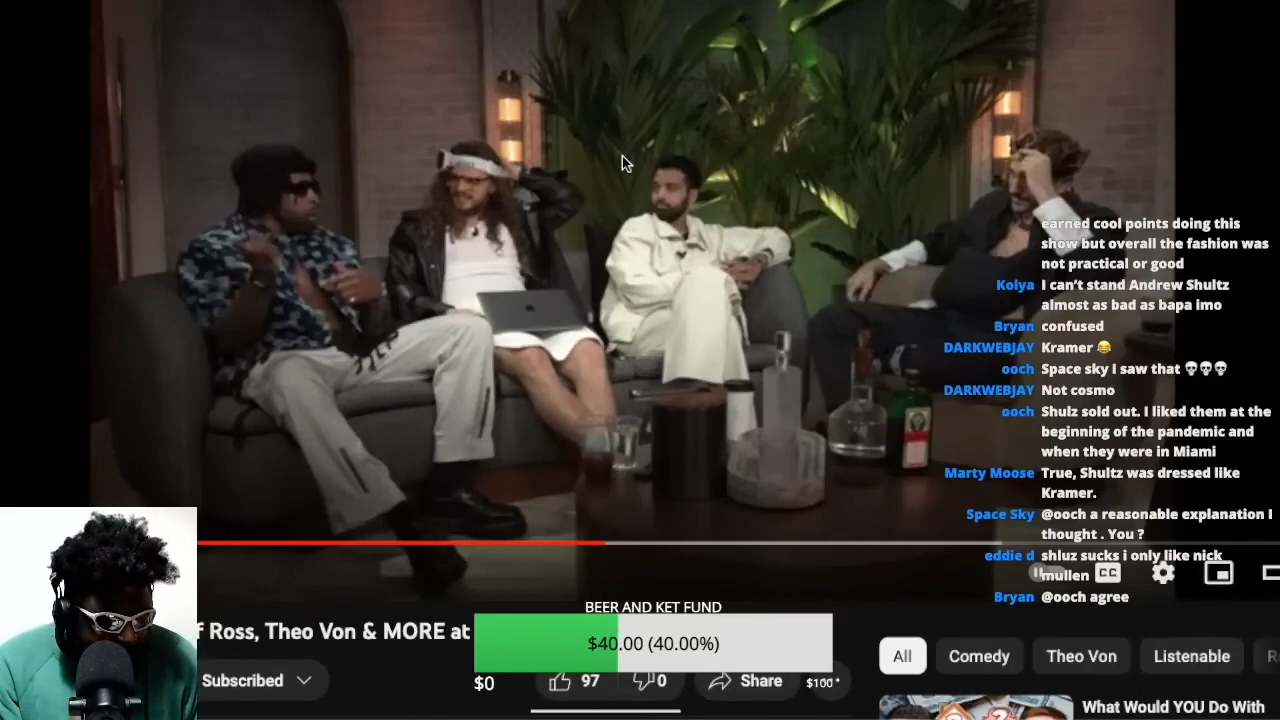 earned cool points doing this
show but overall the fashion was
not practical or good
Kolya I can't stand Andrew Shultz
almost as bad as bapa imo
Bryan confused
DARKWEBJAY Kramer 😂
ooch Space sky I saw that 💀💀💀
DARKWEBJAY Not cosmo
ooch Shulz sold out. I liked them at the
beginning of the pandemic and
when they were in Miami
Marty Moose True, Shultz was dressed like
Kramer.
Space Sky @ooch a reasonable explanation I
thought . You ?
eddie d shluz sucks i only like nick
mullen
CC
Bryan @ooch agree
BEER AND KET FUND
f Ross, Theo Von & MORE at
$40.00 (40.00%)
$0
$100*
Subscribed
97
0
Share
All
Comedy
Theo Von
Listenable
What Would YOU Do With